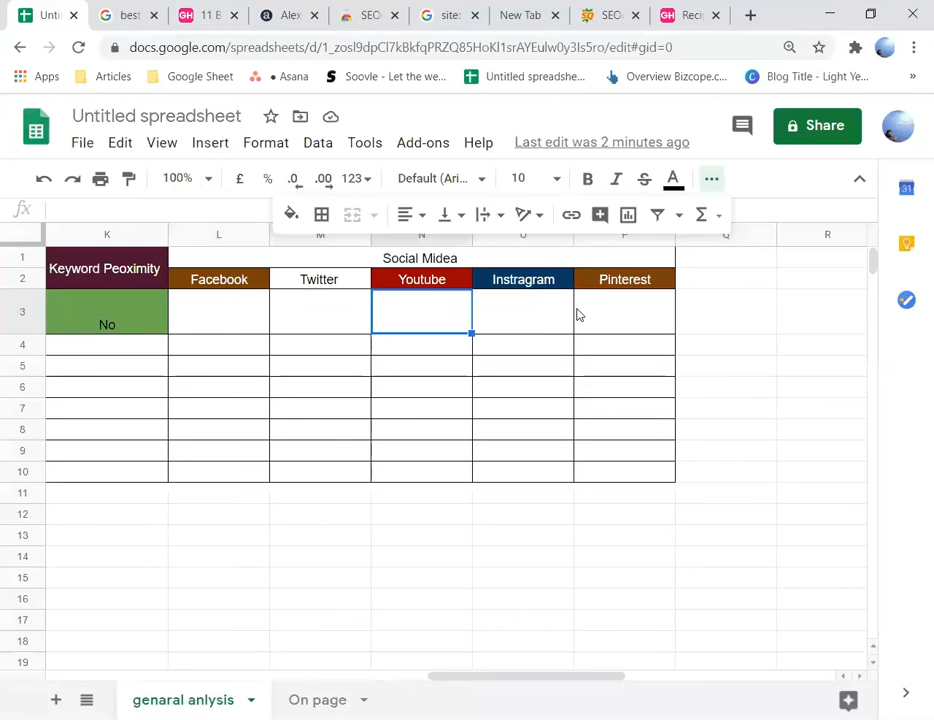 Unti
best
11 B
Alex
SEO
site:
New Tab
SEO:
Reci
docs.google.com/spreadsheets/d/1_zosl9dpCl7kBkfqPRZQ85HoKl1srAYEulw0y3Is5ro/edit#gid=0
Apps
Articles
Google Sheet
Asana
Soovle - Let the we...
Untitled spreadshe...
Overview Bizcope.c...
Blog Title - Light Ye...
»
Untitled spreadsheet
Share
File Edit View Insert Format Data Tools Add-ons Help Last edit was 2 minutes ago
100% £ % .0 .00 123 Default (Ari... 10 B I S A
fx
K L M N O P Q R
1 Keyword Peoximity Social Midea
2 Facebook Twitter Youtube Instragram Pinterest
3 No
4
5
6
7
8
9
10
11
12
13
14
15
16
17
18
19
genaral anlysis
On page
31